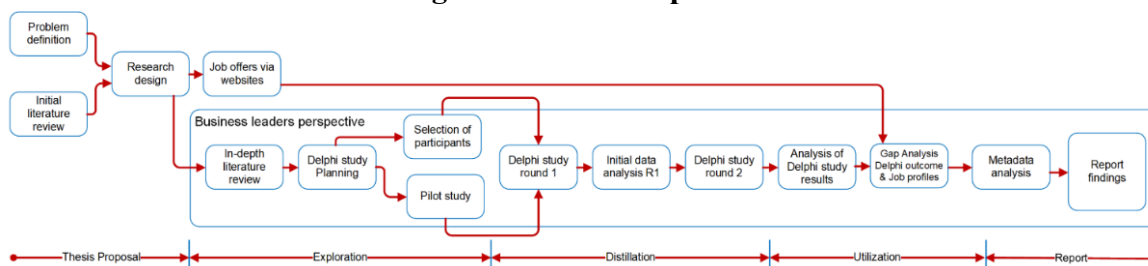 Problem
definition
Initial
literature
review
Research
design
Job offers via
websites
Business leaders perspective
In-depth
literature
review
Delphi study
Planning
Selection of
participants
Pilot study
Delphi study
round 1
Initial data
analysis R1
Delphi study
round 2
Analysis of
Delphi study
results
Gap Analysis
Delphi outcome
& Job profiles
Metadata
analysis
Report
findings
Thesis Proposal
Exploration
Distillation
Utilization
Report